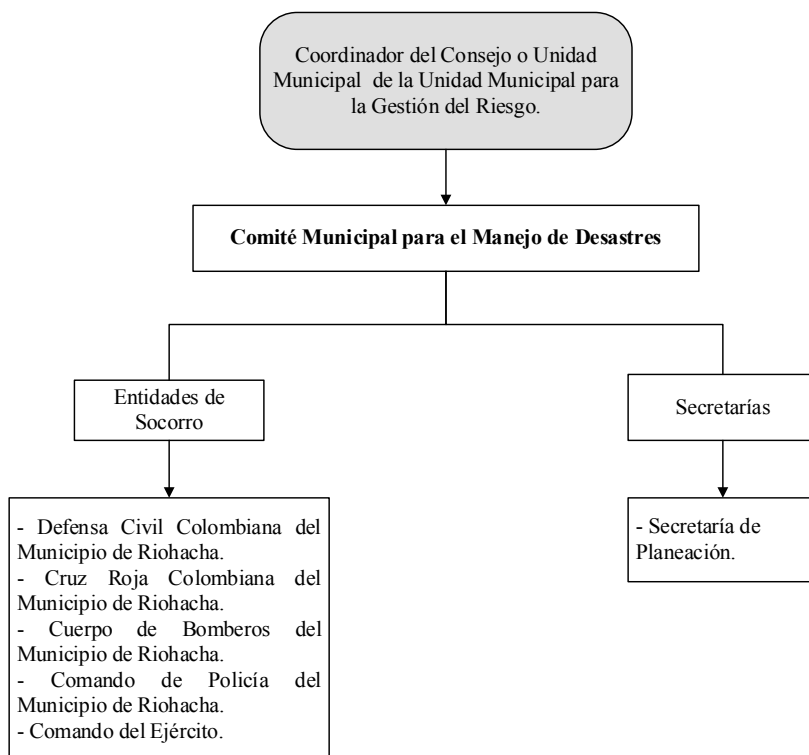 Coordinador del Consejo o Unidad
Municipal de la Unidad Municipal para
la Gestión del Riesgo.
Comité Municipal para el Manejo de Desastres
Entidades de
Socorro
Secretarías
- Defensa Civil Colombiana del
Municipio de Riohacha.
- Cruz Roja Colombiana del
Municipio de Riohacha.
- Cuerpo de Bomberos del
Municipio de Riohacha.
- Comando de Policía del
Municipio de Riohacha.
- Comando del Ejército.
- Secretaría de
Planeación.